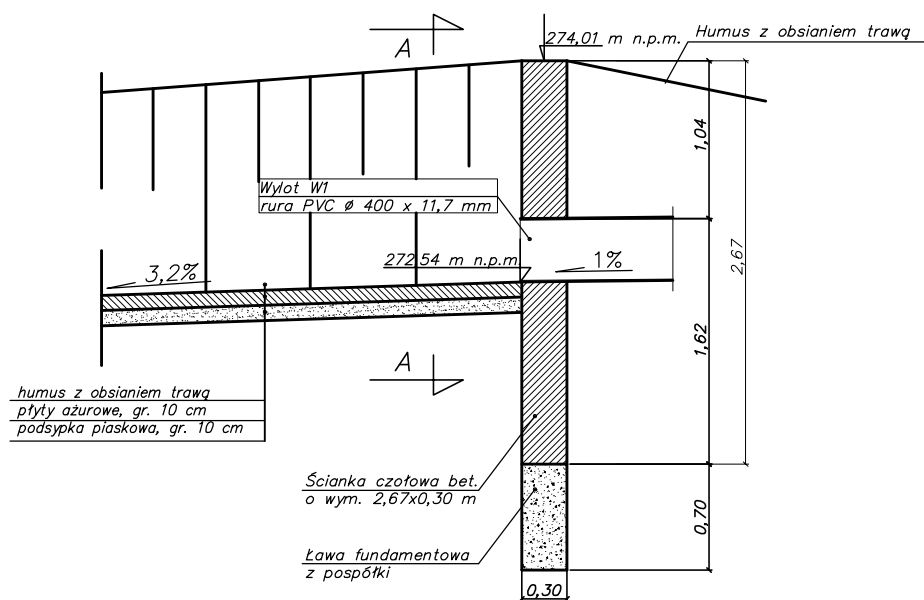 A
274,01 m n.p.m.
Humus z obsianiem trawą
1,04
Wylot W1
rura PVC ø 400 x 11,7 mm
2,67
272,54 m n.p.m.
1%
3,2%
1,62
A
humus z obsianiem trawą
płyty ażurowe, gr. 10 cm
podsypka piaskowa, gr. 10 cm
Ścianka czołowa bet.
o wym. 2,67x0,30 m
0,70
Ława fundamentowa
z pospółki
0,30